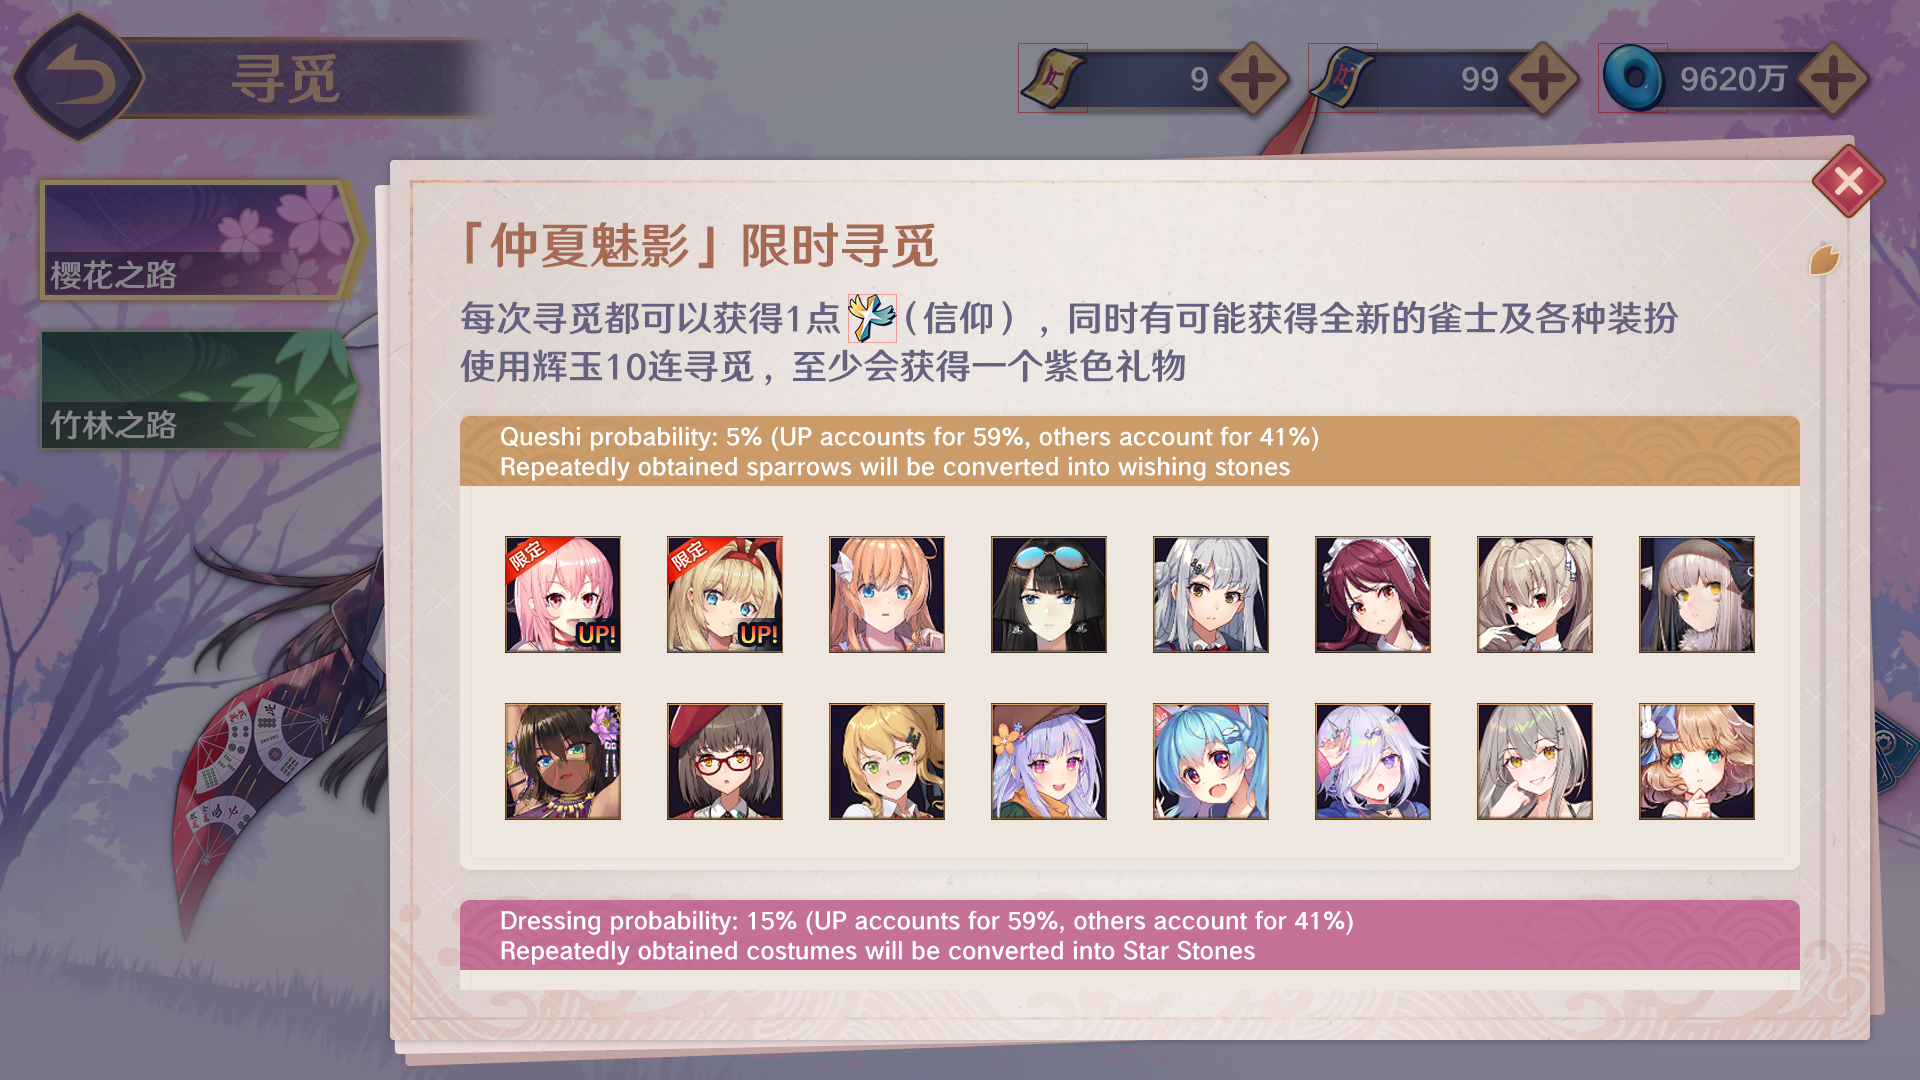 寻觅
9
99
9620万
樱花之路
竹林之路
「仲夏魅影」限时寻觅
每次寻觅都可以获得1点（信仰），同时有可能获得全新的雀士及各种装扮
使用辉玉10连寻觅，至少会获得一个紫色礼物
Queshi probability: 5% (UP accounts for 59%, others account for 41%)
Repeatedly obtained sparrows will be converted into wishing stones
限定
UP!
限定
UP!
Dressing probability: 15% (UP accounts for 59%, others account for 41%)
Repeatedly obtained costumes will be converted into Star Stones